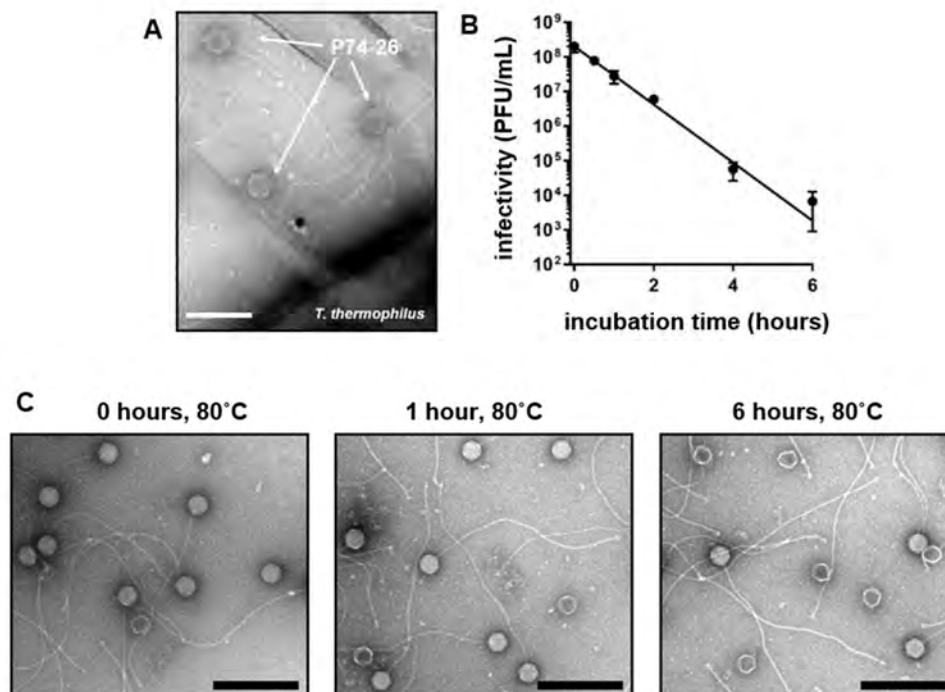 A
P74-26
T. thermophilus
B
infectivity (PFU/mL)
10⁹
10⁸
10⁷
10⁶
10⁵
10⁴
10³
10²
0 2 4 6
incubation time (hours)
C
0 hours, 80˚C 1 hour, 80˚C 6 hours, 80˚C